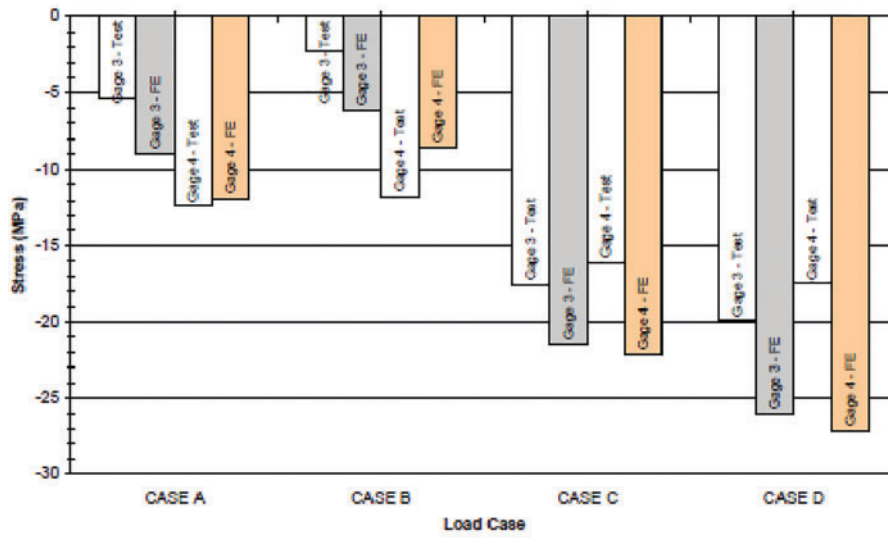 0
-5
-10
-15
-20
-25
-30
Stress (MPa)
Gage 3 - Test
Gage 3 - FE
Gage 4 - Test
Gage 4 - FE
Gage 3 - Test
Gage 3 - FE
Gage 4 - Test
Gage 4 - FE
Gage 3 - Test
Gage 3 - FE
Gage 4 - Test
Gage 4 - FE
Gage 3 - Test
Gage 3 - FE
Gage 4 - Test
Gage 4 - FE
CASE A CASE B CASE C CASE D
Load Case